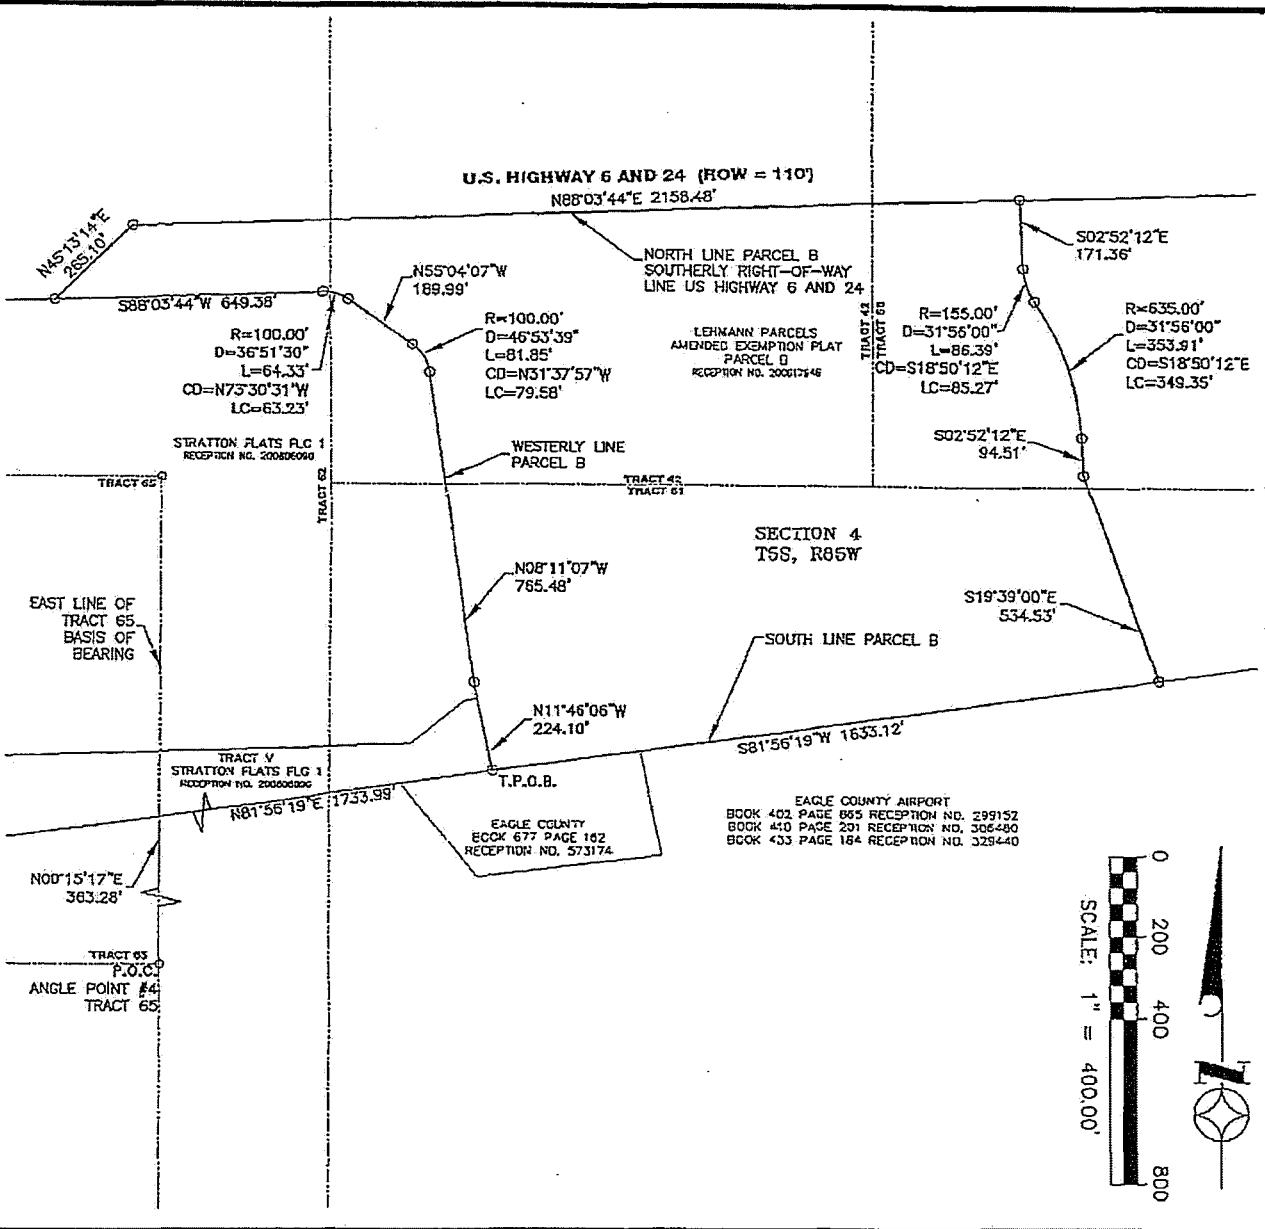 U.S. HIGHWAY 6 AND 24 (ROW = 110')
N88°03'44"E 2158.48'
N45°13'14"E
265.10'
S88°03'44"W 649.38'
N55°04'07"W
189.99'
NORTH LINE PARCEL B
SOUTHERLY RIGHT-OF-WAY
LINE US HIGHWAY 6 AND 24
S02°52'12"E
171.36'
R=100.00'
D=36°51'30"
L=64.33'
CD=N73°30'31"W
LC=63.23'
R=100.00'
D=46°53'39"
L=81.85'
CD=N31°37'57"W
LC=79.58'
LEHMANN PARCELS
AMENDED EXEMPTION PLAT
PARCEL
RECEPTION NO.
TRACT 42
R=155.00'
D=31°56'00"
L=86.39'
CD=S18°50'12"E
LC=85.27'
R=635.00'
D=31°56'00"
L=353.91'
CD=S18°50'12"E
LC=349.35'
STRATTON FLATS FLG 1
RECEPTION NO.
WESTERLY LINE
PARCEL B
S02°52'12"E
94.51'
TRACT 65
TRACT 62
TRACT 42
TRACT 61
SECTION 4
T5S, R85W
N08°11'07"W
765.48'
EAST LINE OF
TRACT 65
BASIS OF
BEARING
S19°39'00"E
534.53'
SOUTH LINE PARCEL B
N11°46'06"W
224.10'
S81°56'19"W 1633.12'
TRACT V
STRATTON FLATS FLG 1
RECEPTION NO.
N81°56'19"E 1733.99'
T.P.O.B.
EAGLE COUNTY
BOOK 677 PAGE 162
RECEPTION NO. 573174
EAGLE COUNTY AIRPORT
BOOK 402 PAGE 865 RECEPTION NO. 299152
BOOK 410 PAGE 201 RECEPTION NO. 306480
BOOK 433 PAGE 184 RECEPTION NO. 329440
N00°15'17"E
363.28'
TRACT 63
P.O.C.
ANGLE POINT #4
TRACT 65
0
200
400
800
SCALE: 1" = 400.00'
N